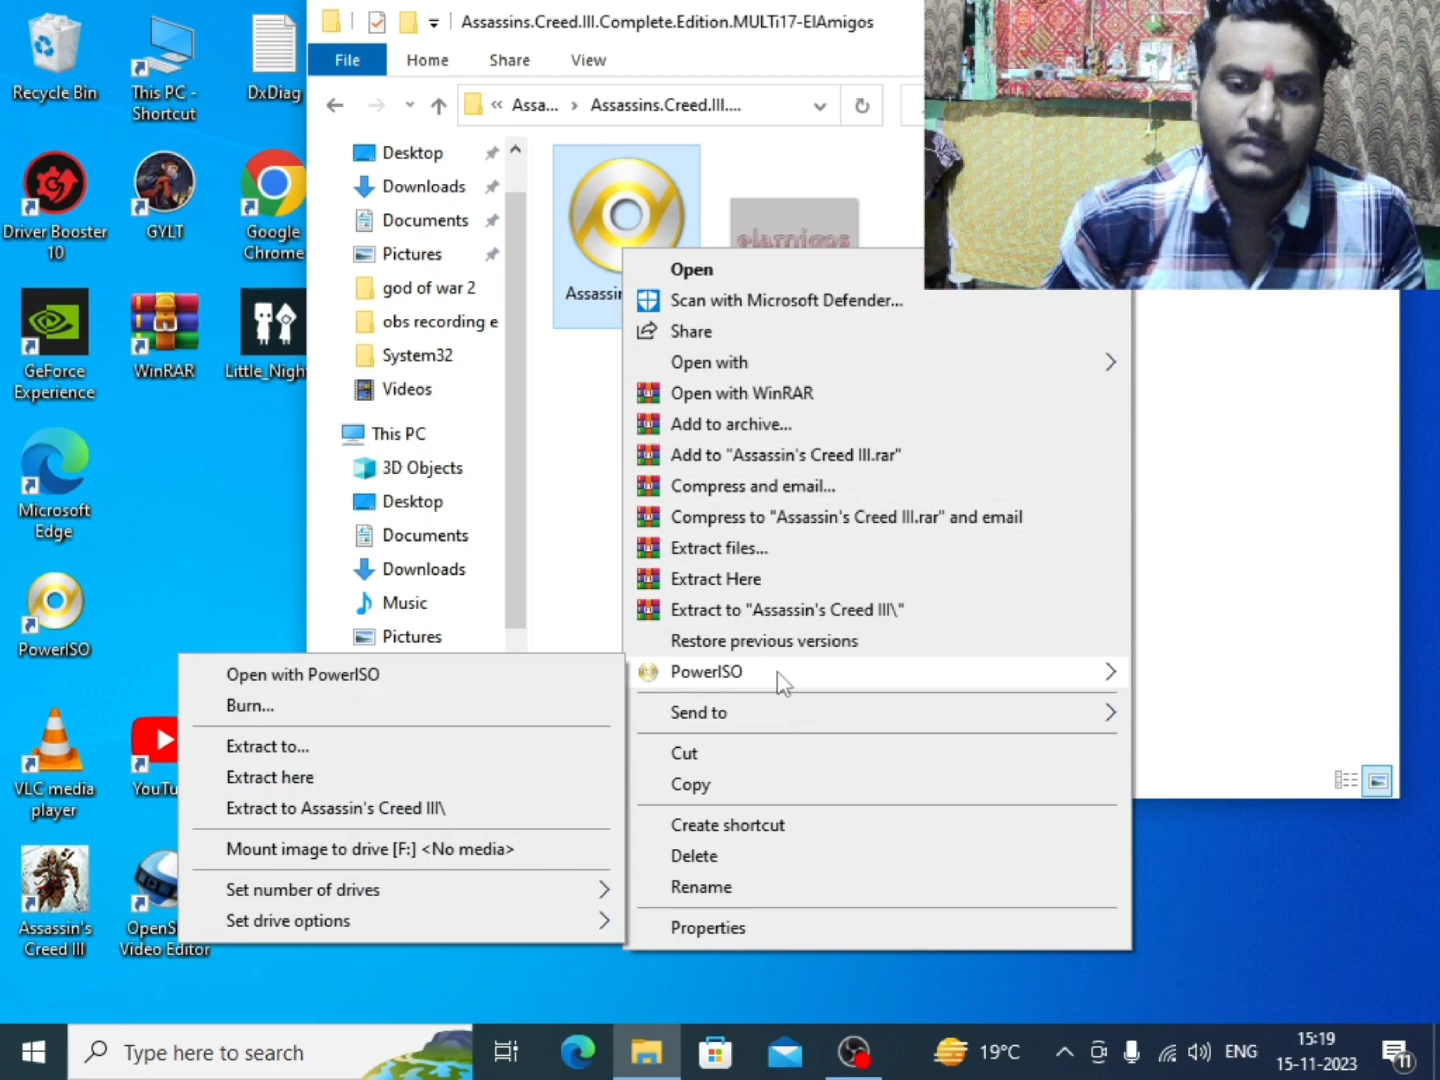 Assassins.Creed.III.Complete.Edition.MULTi17-ElAmigos
File
Home
Share
View
« Assa... › Assassins.Creed.III....
Recycle Bin
This PC -
Shortcut
DxDiag
Driver Booster
10
GYLT
Google
Chrome
GeForce
Experience
WinRAR
Little_Nigh
Microsoft
Edge
PowerISO
VLC media
player
YouTu
Assassin's
Creed III
OpenS
Video Editor
Desktop
Downloads
Documents
Pictures
god of war 2
obs recording e
System32
Videos
This PC
3D Objects
Desktop
Documents
Downloads
Music
Pictures
Assassin
elamigos
Open
Scan with Microsoft Defender...
Share
Open with
Open with WinRAR
Add to archive...
Add to "Assassin's Creed III.rar"
Compress and email...
Compress to "Assassin's Creed III.rar" and email
Extract files...
Extract Here
Extract to "Assassin's Creed III\"
Restore previous versions
PowerISO
Send to
Cut
Copy
Create shortcut
Delete
Rename
Properties
Open with PowerISO
Burn...
Extract to...
Extract here
Extract to Assassin's Creed III\
Mount image to drive [F:] <No media>
Set number of drives
Set drive options
Type here to search
19°C
ENG
15:19
15-11-2023
11